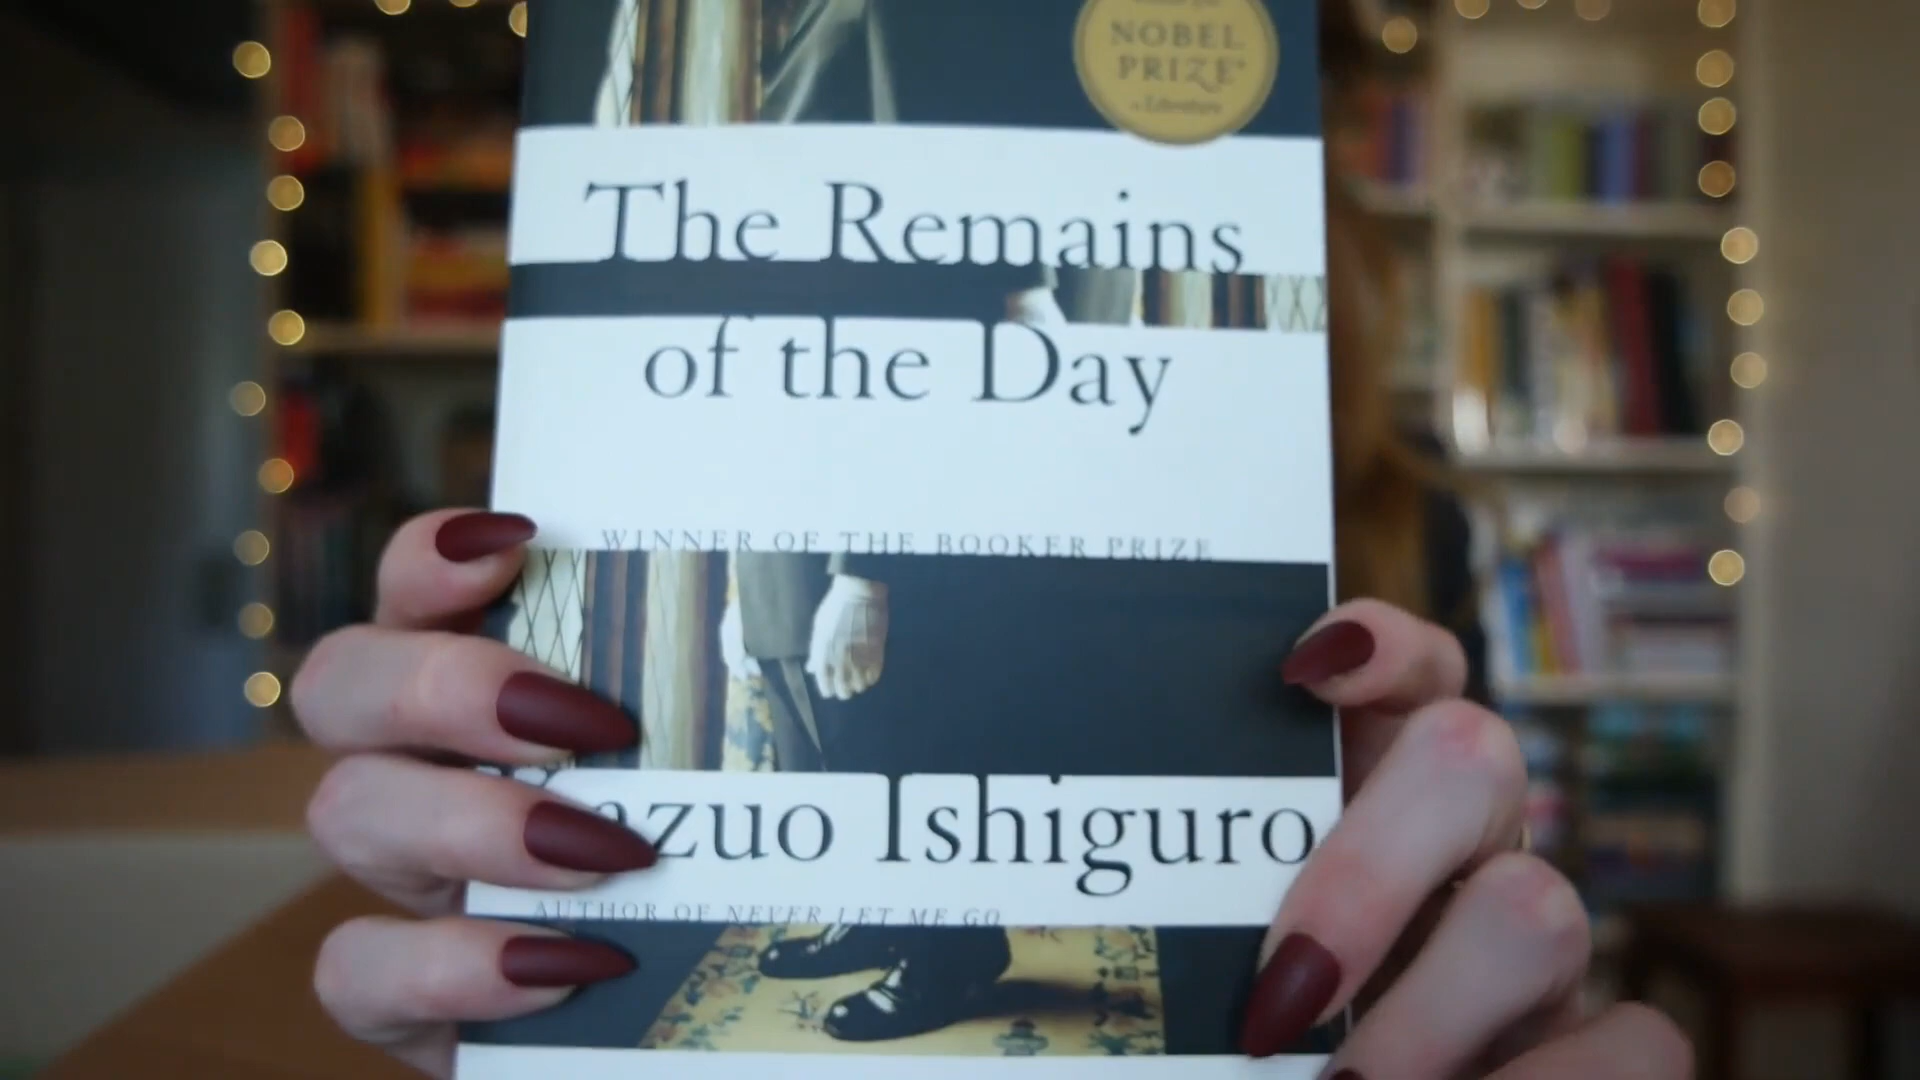 NOBEL
PRIZE
The Remains
of the Day
WINNER OF THE BOOKER PRIZE
Kazuo Ishiguro
AUTHOR OF NEVER LET ME GO